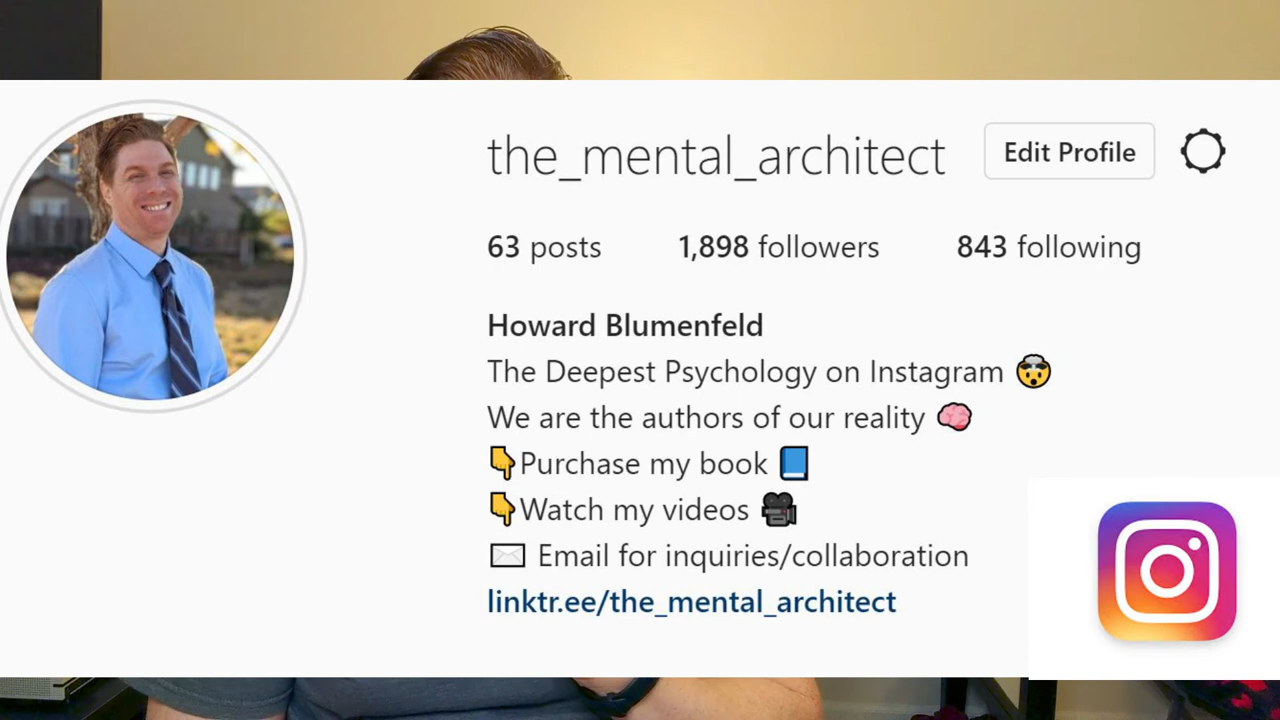 the_mental_architect Edit Profile
63 posts 1,898 followers 843 following
Howard Blumenfeld
The Deepest Psychology on Instagram 🤯
We are the authors of our reality 🧠
👇Purchase my book 📘
👇Watch my videos 🎥
✉️ Email for inquiries/collaboration
linktr.ee/the_mental_architect